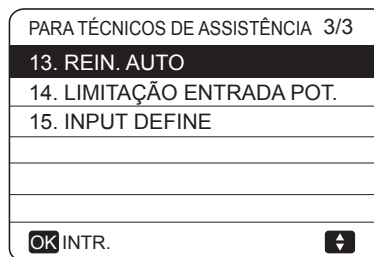 PARA TÉCNICOS DE ASSISTÊNCIA 3/3
13. REIN. AUTO
14. LIMITAÇÃO ENTRADA POT.
15. INPUT DEFINE
OK INTR.